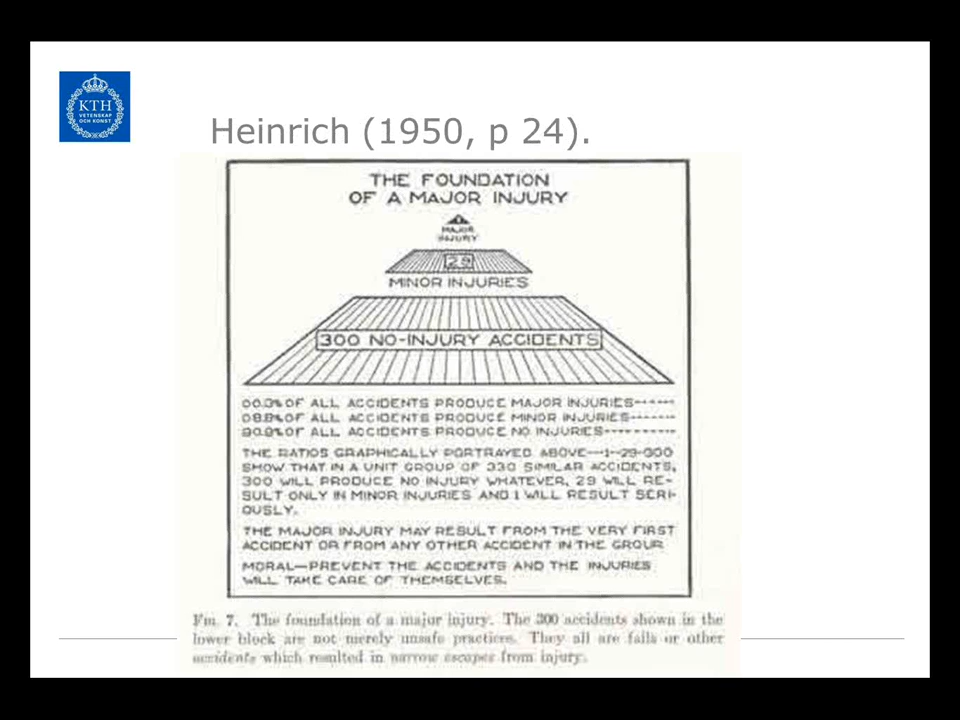 KTH
VETENSKAP
OCH KONST
Heinrich (1950, p 24).
THE FOUNDATION
OF A MAJOR INJURY
1
MAJOR
INJURY
29
MINOR INJURIES
300 NO-INJURY ACCIDENTS
00.3% OF ALL ACCIDENTS PRODUCE MAJOR INJURIES------
08.8% OF ALL ACCIDENTS PRODUCE MINOR INJURIES-------
90.9% OF ALL ACCIDENTS PRODUCE NO INJURIES----------
THE RATIOS GRAPHICALLY PORTRAYED ABOVE---1-29-300
SHOW THAT IN A UNIT GROUP OF 330 SIMILAR ACCIDENTS,
300 WILL PRODUCE NO INJURY WHATEVER, 29 WILL RE-
SULT ONLY IN MINOR INJURIES AND 1 WILL RESULT SERI-
OUSLY.
THE MAJOR INJURY MAY RESULT FROM THE VERY FIRST
ACCIDENT OR FROM ANY OTHER ACCIDENT IN THE GROUP.
MORAL—PREVENT THE ACCIDENTS AND THE INJURIES
WILL TAKE CARE OF THEMSELVES.
Fig. 7. The foundation of a major injury. The 300 accidents shown in the
lower block are not merely unsafe practices. They all are falls or other
accidents which resulted in narrow escapes from injury.